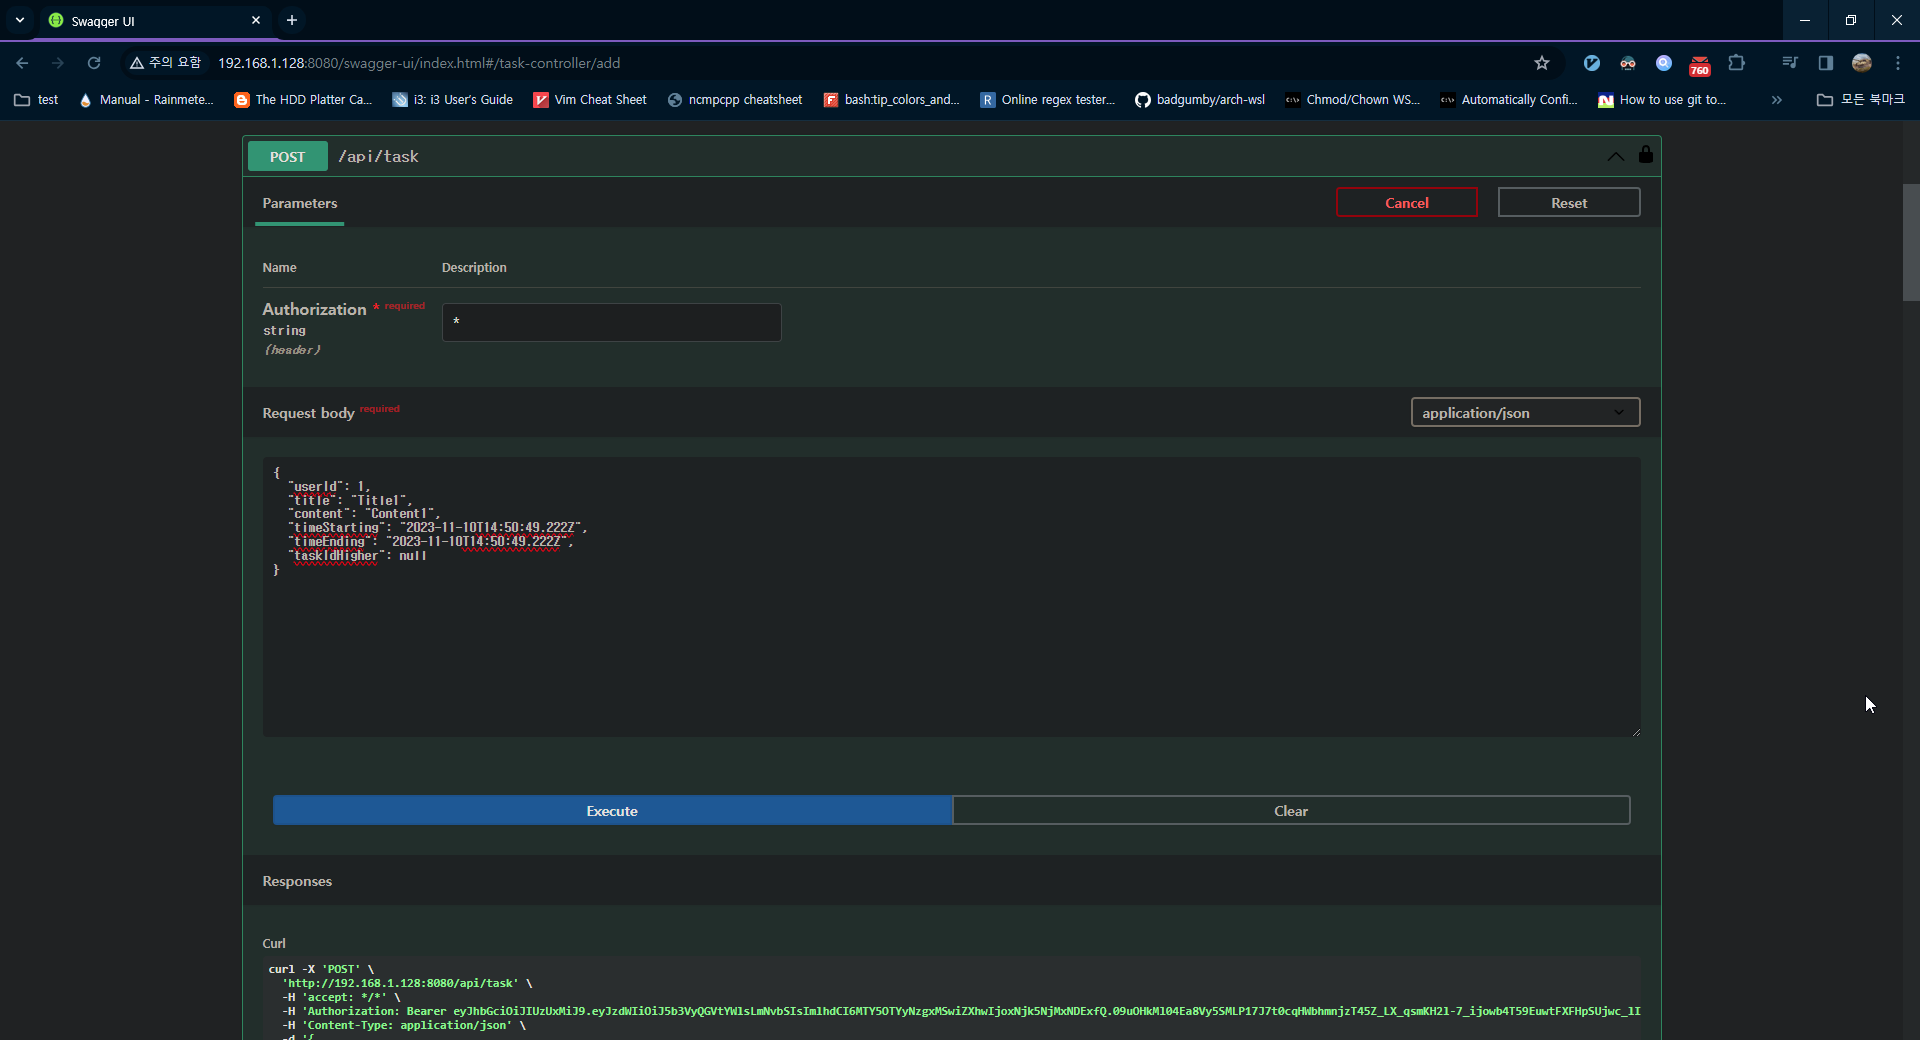 Swagger UI
주의 요함 192.168.1.128:8080/swagger-ui/index.html#/task-controller/add
760
test Manual - Rainmete... The HDD Platter Ca... i3: i3 User's Guide Vim Cheat Sheet ncmpcpp cheatsheet bash:tip_colors_and... Online regex tester... badgumby/arch-wsl Chmod/Chown WS... Automatically Confi... How to use git to... » 모든 북마크
POST /api/task
Parameters Cancel Reset
Name Description
Authorization * required *
string
(header)
Request body required application/json
{
"userId": 1,
"title": "Title1",
"content": "Content1",
"timeStarting": "2023-11-10T14:50:49.222Z",
"timeEnding": "2023-11-10T14:50:49.222Z",
"taskIdHigher": null
}
Execute Clear
Responses
Curl
curl -X 'POST' \
'http://192.168.1.128:8080/api/task' \
-H 'accept: */*' \
-H 'Authorization: Bearer
-H 'Content-Type: application/json' \
-d '{